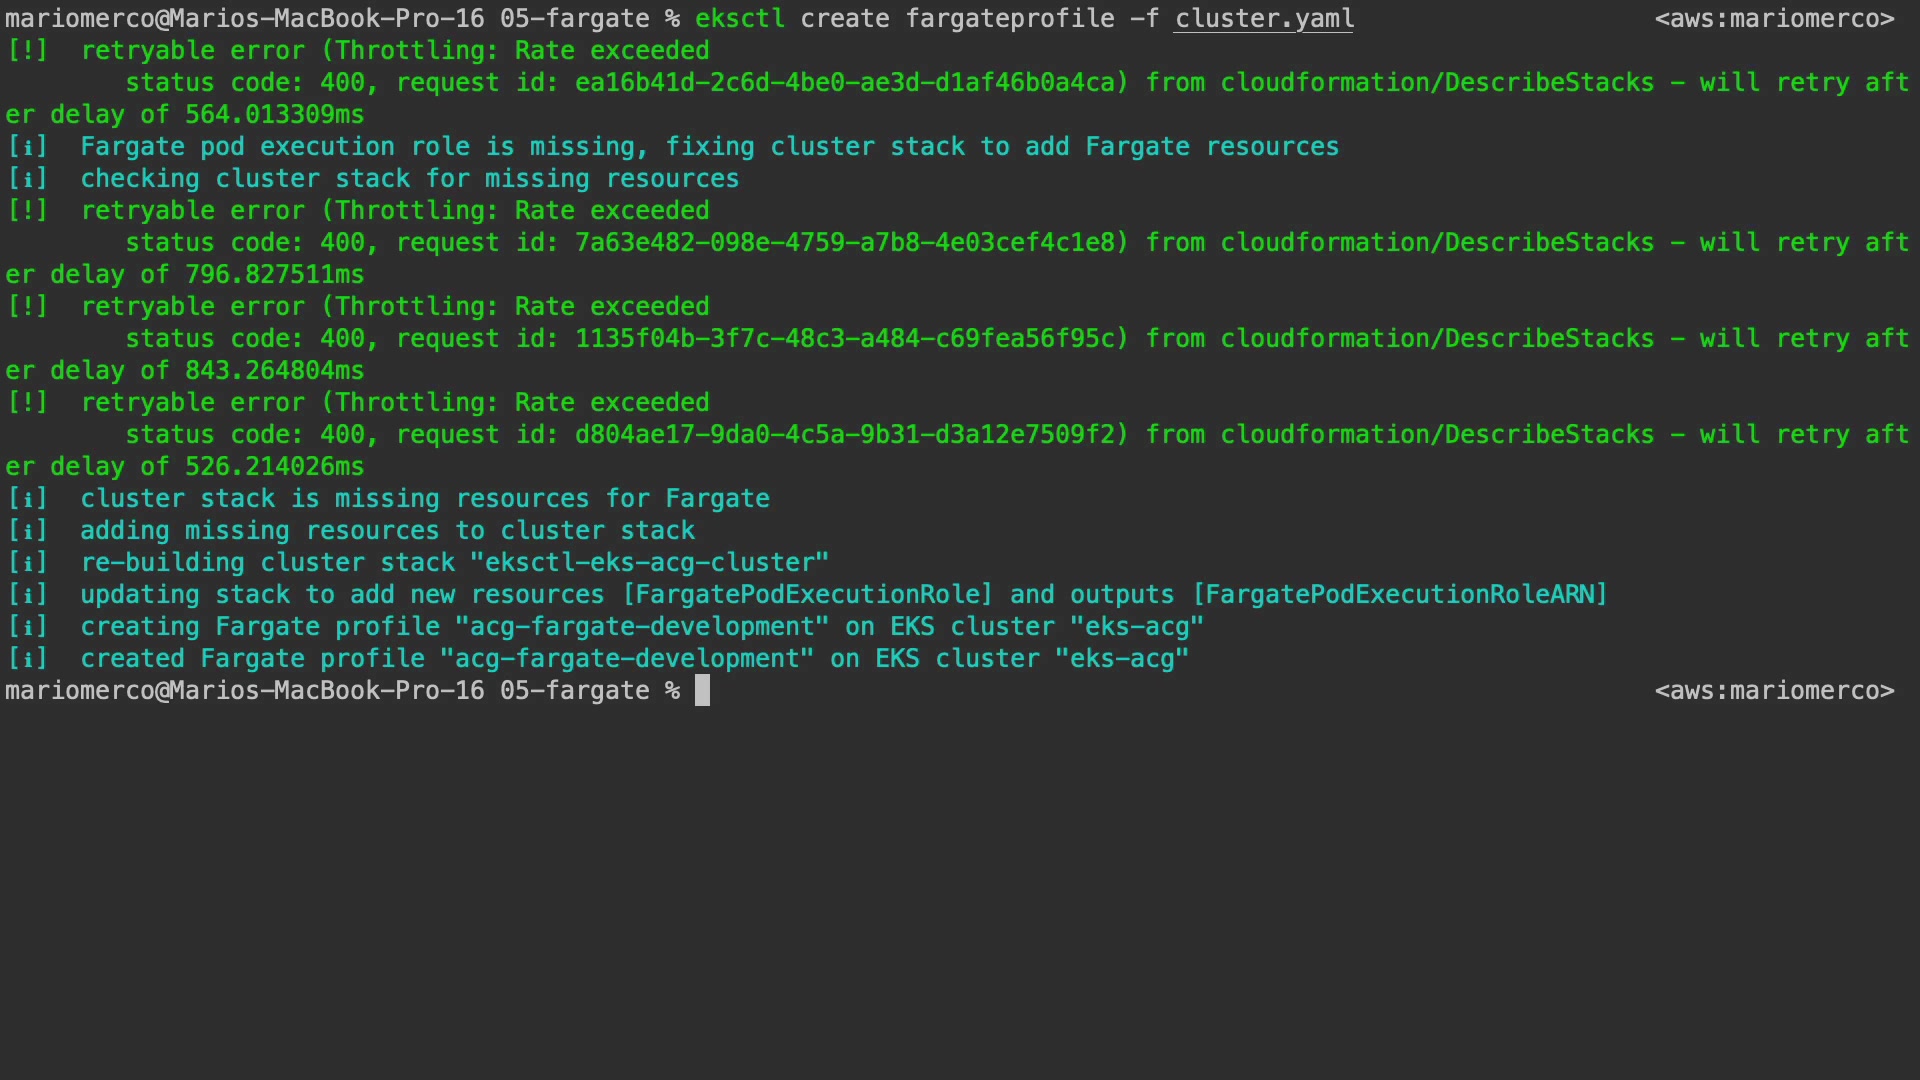 mariomerco@Marios-MacBook-Pro-16 05-fargate % eksctl create fargateprofile -f cluster.yaml <aws:mariomerco>
[!]  retryable error (Throttling: Rate exceeded
        status code: 400, request id: ea16b41d-2c6d-4be0-ae3d-d1af46b0a4ca) from cloudformation/DescribeStacks - will retry aft
er delay of 564.013309ms
[ℹ]  Fargate pod execution role is missing, fixing cluster stack to add Fargate resources
[ℹ]  checking cluster stack for missing resources
[!]  retryable error (Throttling: Rate exceeded
        status code: 400, request id: 7a63e482-098e-4759-a7b8-4e03cef4c1e8) from cloudformation/DescribeStacks - will retry aft
er delay of 796.827511ms
[!]  retryable error (Throttling: Rate exceeded
        status code: 400, request id: 1135f04b-3f7c-48c3-a484-c69fea56f95c) from cloudformation/DescribeStacks - will retry aft
er delay of 843.264804ms
[!]  retryable error (Throttling: Rate exceeded
        status code: 400, request id: d804ae17-9da0-4c5a-9b31-d3a12e7509f2) from cloudformation/DescribeStacks - will retry aft
er delay of 526.214026ms
[ℹ]  cluster stack is missing resources for Fargate
[ℹ]  adding missing resources to cluster stack
[ℹ]  re-building cluster stack "eksctl-eks-acg-cluster"
[ℹ]  updating stack to add new resources [FargatePodExecutionRole] and outputs [FargatePodExecutionRoleARN]
[ℹ]  creating Fargate profile "acg-fargate-development" on EKS cluster "eks-acg"
[ℹ]  created Fargate profile "acg-fargate-development" on EKS cluster "eks-acg"
mariomerco@Marios-MacBook-Pro-16 05-fargate % <aws:mariomerco>